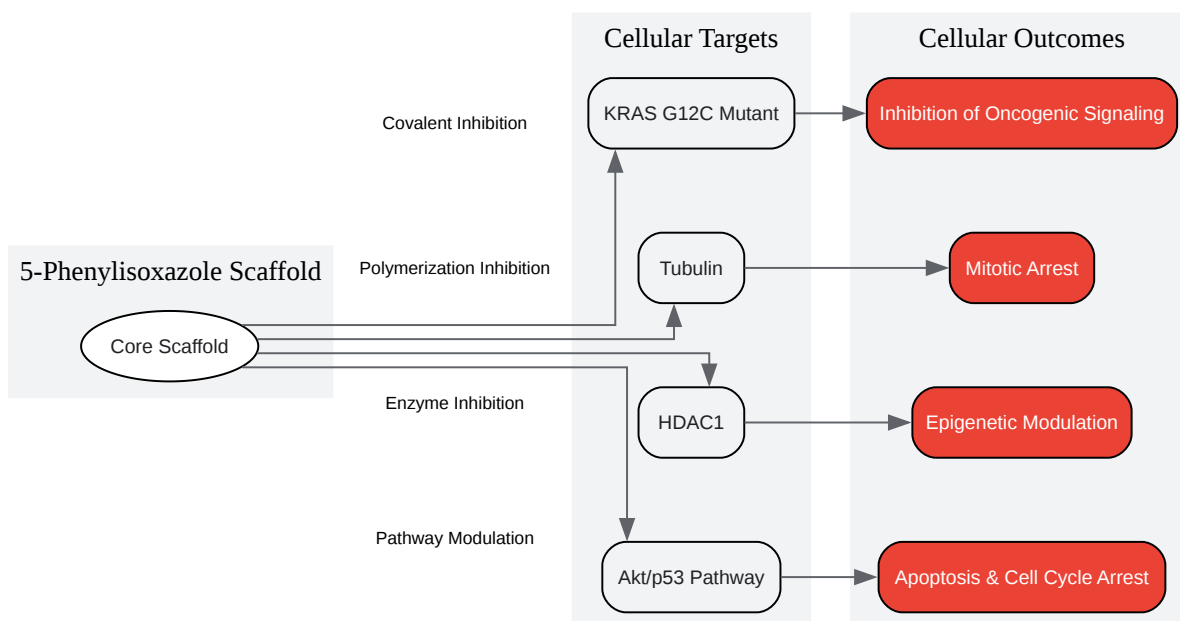 Cellular Targets
Cellular Outcomes
KRAS G12C Mutant
Inhibition of Oncogenic Signaling
Covalent Inhibition
5-Phenylisoxazole Scaffold
Polymerization Inhibition
Tubulin
Mitotic Arrest
Core Scaffold
Enzyme Inhibition
HDAC1
Epigenetic Modulation
Pathway Modulation
Akt/p53 Pathway
Apoptosis & Cell Cycle Arrest